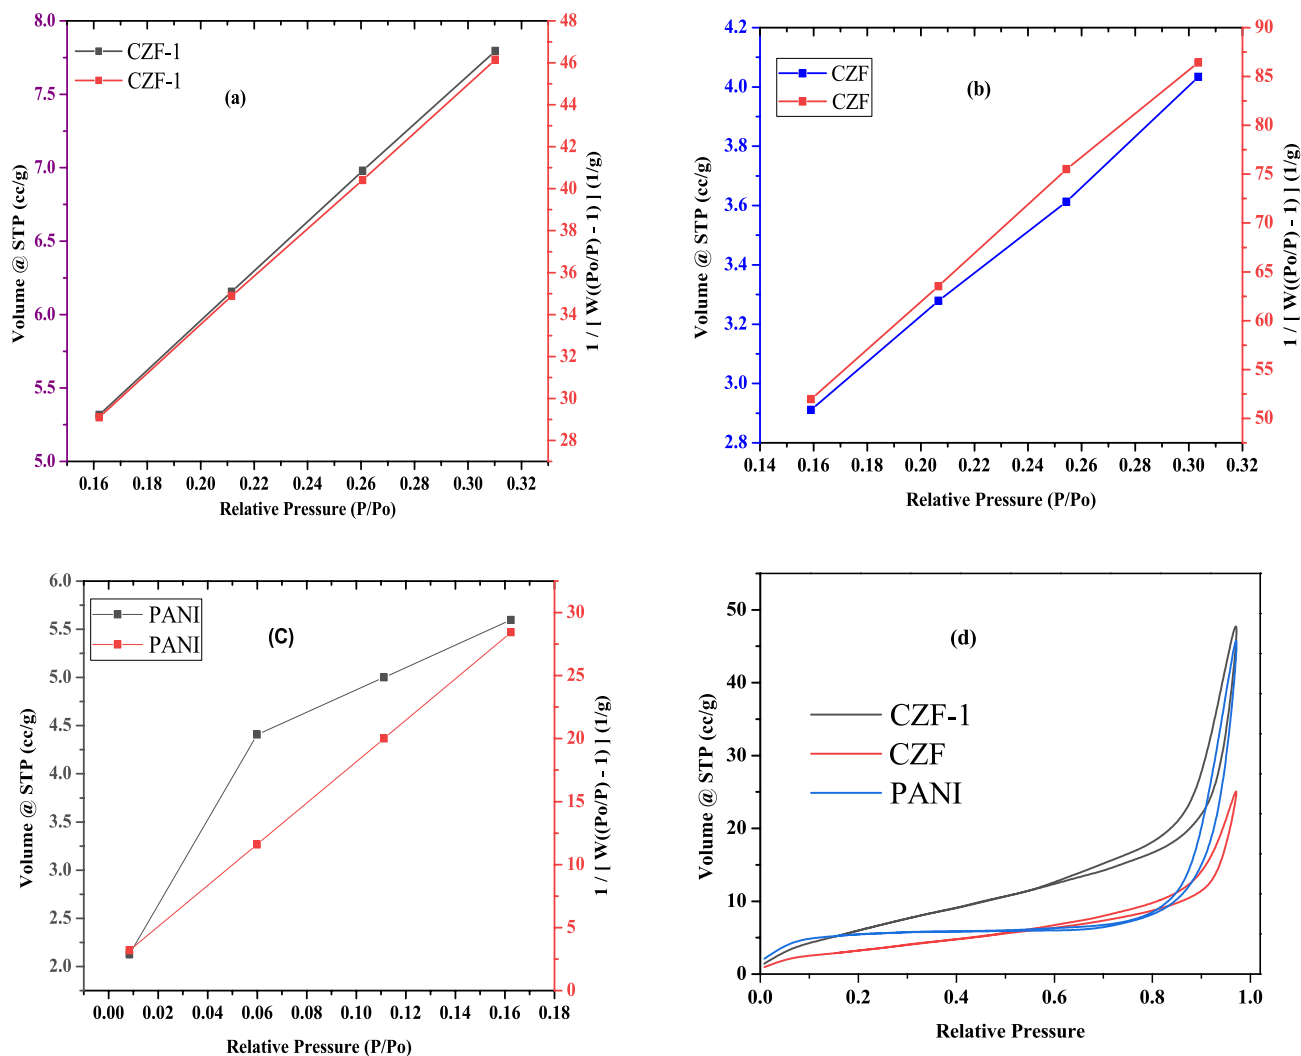 CZF-1
CZF-1
(a)
Volume @ STP (cc/g)
8.0
7.5
7.0
6.5
6.0
5.5
5.0
48
46
44
42
40
38
36
34
32
30
29
28
1 / [ W((Po/P) - 1) ] (1/g)
0.16 0.18 0.20 0.22 0.24 0.26 0.28 0.30 0.32
Relative Pressure (P/Po)
CZF
CZF
(b)
Volume @ STP (cc/g)
4.2
4.0
3.8
3.6
3.4
3.2
3.0
2.8
90
85
80
75
70
65
60
55
50
1 / [ W((Po/P) - 1) ] (1/g)
0.14 0.16 0.18 0.20 0.22 0.24 0.26 0.28 0.30 0.32
Relative Pressure (P/Po)
PANI
PANI
(C)
Volume @ STP (cc/g)
6.0
5.5
5.0
4.5
4.0
3.5
3.0
2.5
2.0
30
25
20
15
10
5
0
1 / [ W((Po/P) - 1) ] (1/g)
0.00 0.02 0.04 0.06 0.08 0.10 0.12 0.14 0.16 0.18
Relative Pressure (P/Po)
(d)
CZF-1
CZF
PANI
Volume @ STP (cc/g)
50
40
30
20
10
0
0.0 0.2 0.4 0.6 0.8 1.0
Relative Pressure